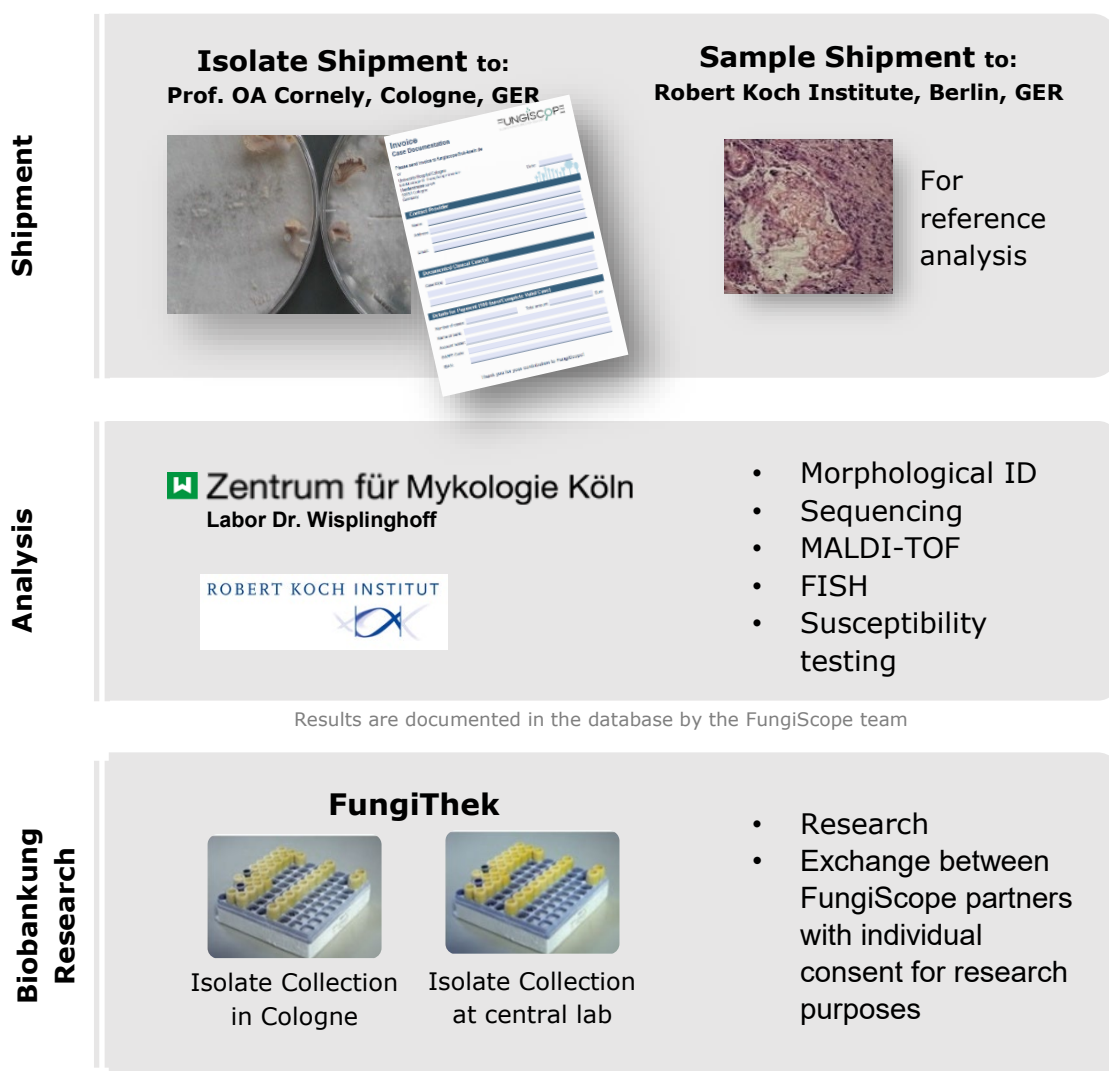 Shipment
Isolate Shipment to:
Prof. OA Cornely, Cologne, GER
FUNGISCOPE
Invoice
Case Documentation
Sample Shipment to:
Robert Koch Institute, Berlin, GER
For
reference
analysis
Analysis
Zentrum für Mykologie Köln
Labor Dr. Wisplinghoff
ROBERT KOCH INSTITUT
• Morphological ID
• Sequencing
• MALDI-TOF
• FISH
• Susceptibility
testing
Results are documented in the database by the FungiScope team
Biobankung
Research
FungiThek
Isolate Collection
in Cologne
Isolate Collection
at central lab
• Research
• Exchange between
FungiScope partners
with individual
consent for research
purposes